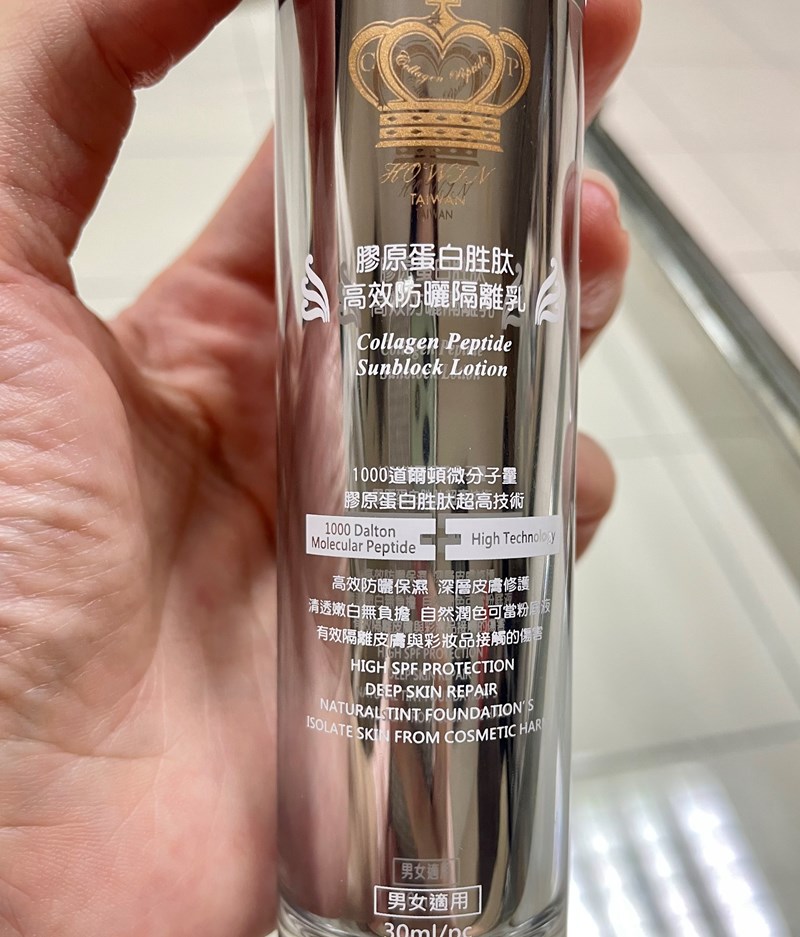 C P
Collagen Peptide
HOWIN
TAIWAN
膠原蛋白胜肽
高效防曬隔離乳
Collagen Peptide
Sunblock Lotion
1000道爾頓微分子量
膠原蛋白胜肽超高技術
1000 Dalton
Molecular Peptide
High Technology
高效防曬保濕 深層皮膚修護
清透嫩白無負擔 自然潤色可當粉底液
有效隔離皮膚與彩妝品接觸的傷害
HIGH SPF PROTECTION
DEEP SKIN REPAIR
NATURAL TINT FOUNDATION'S
ISOLATE SKIN FROM COSMETIC
男女適用
30ml/pc